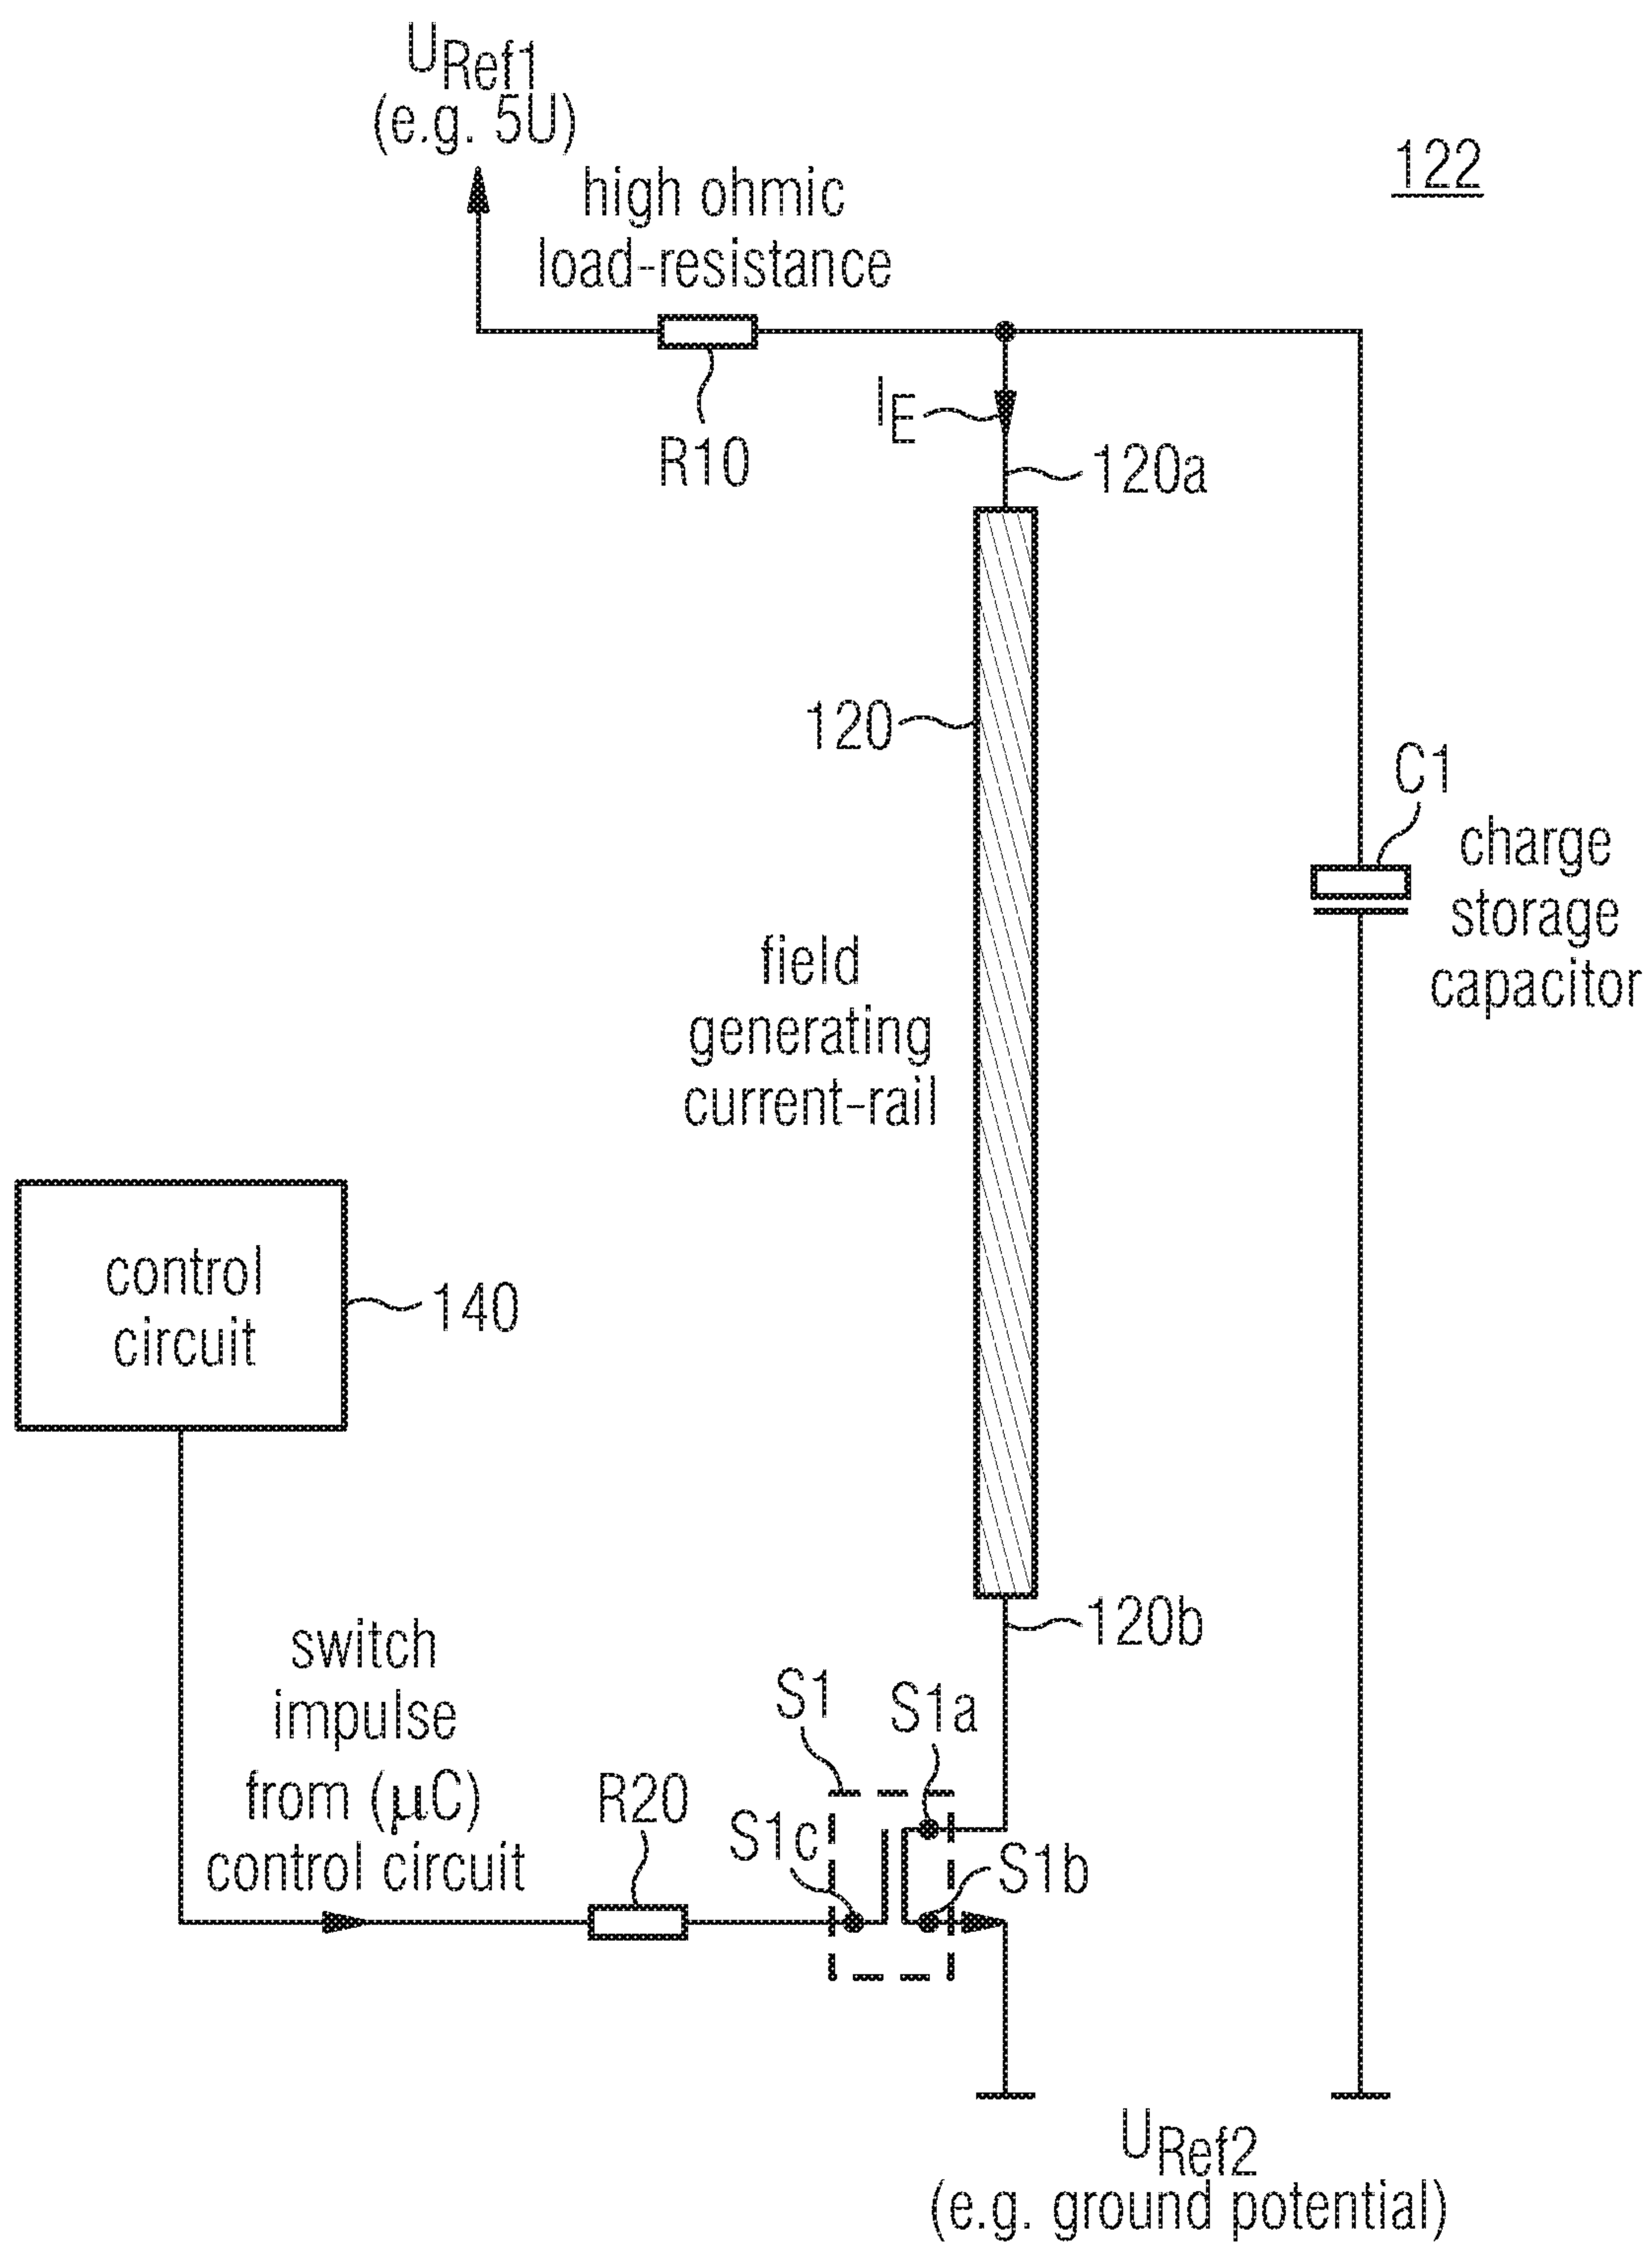 URef1
(e.g. 5U)
122
high ohmic
load-resistance
IE
R10
120a
120
C1
charge
storage
capacitor
field
generating
current-rail
control
circuit
140
120b
switch
impulse
from (µC)
control circuit
S1
S1a
R20
S1c
S1b
URef2
(e.g. ground potential)